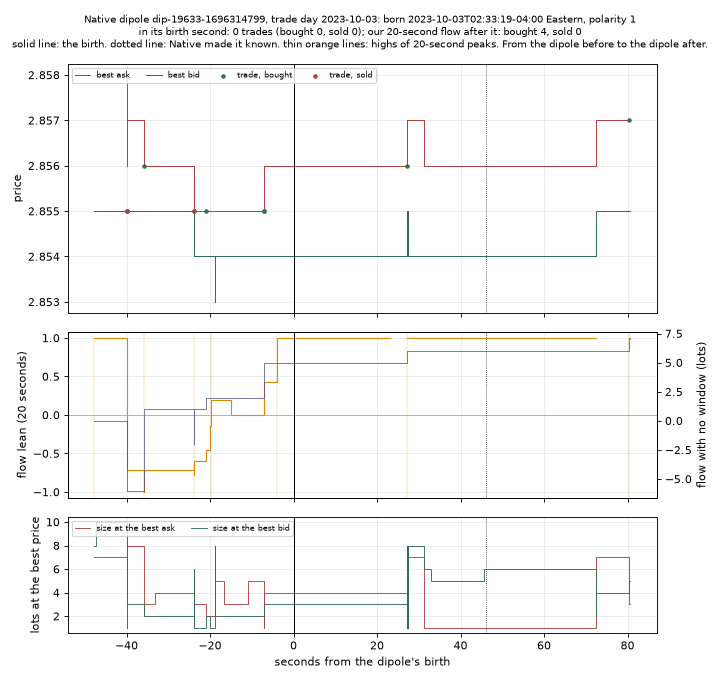 Native dipole dip-19633-1696314799, trade day 2023-10-03: born 2023-10-03T02:33:19-04:00 Eastern, polarity 1
in its birth second: 0 trades (bought 0, sold 0); our 20-second flow after it: bought 4, sold 0
solid line: the birth. dotted line: Native made it known. thin orange lines: highs of 20-second peaks. From the dipole before to the dipole after.
best ask best bid trade, bought trade, sold
2.858
2.857
2.856
2.855
2.854
2.853
price
1.0
0.5
0.0
−0.5
−1.0
flow lean (20 seconds)
7.5
5.0
2.5
0.0
−2.5
−5.0
flow with no window (lots)
size at the best ask size at the best bid
10
8
6
4
2
lots at the best price
−40 −20 0 20 40 60 80
seconds from the dipole's birth